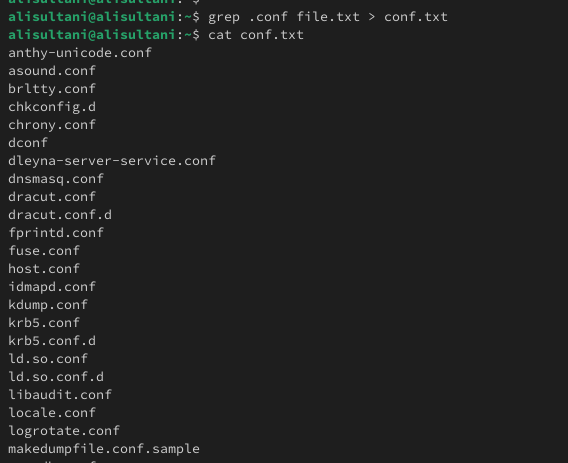 alisultani@alisultani:~$ grep .conf file.txt > conf.txt
alisultani@alisultani:~$ cat conf.txt
anthy-unicode.conf
asound.conf
brltty.conf
chkconfig.d
chrony.conf
dconf
dleyna-server-service.conf
dnsmasq.conf
dracut.conf
dracut.conf.d
fprintd.conf
fuse.conf
host.conf
idmapd.conf
kdump.conf
krb5.conf
krb5.conf.d
ld.so.conf
ld.so.conf.d
libaudit.conf
locale.conf
logrotate.conf
makedumpfile.conf.sample